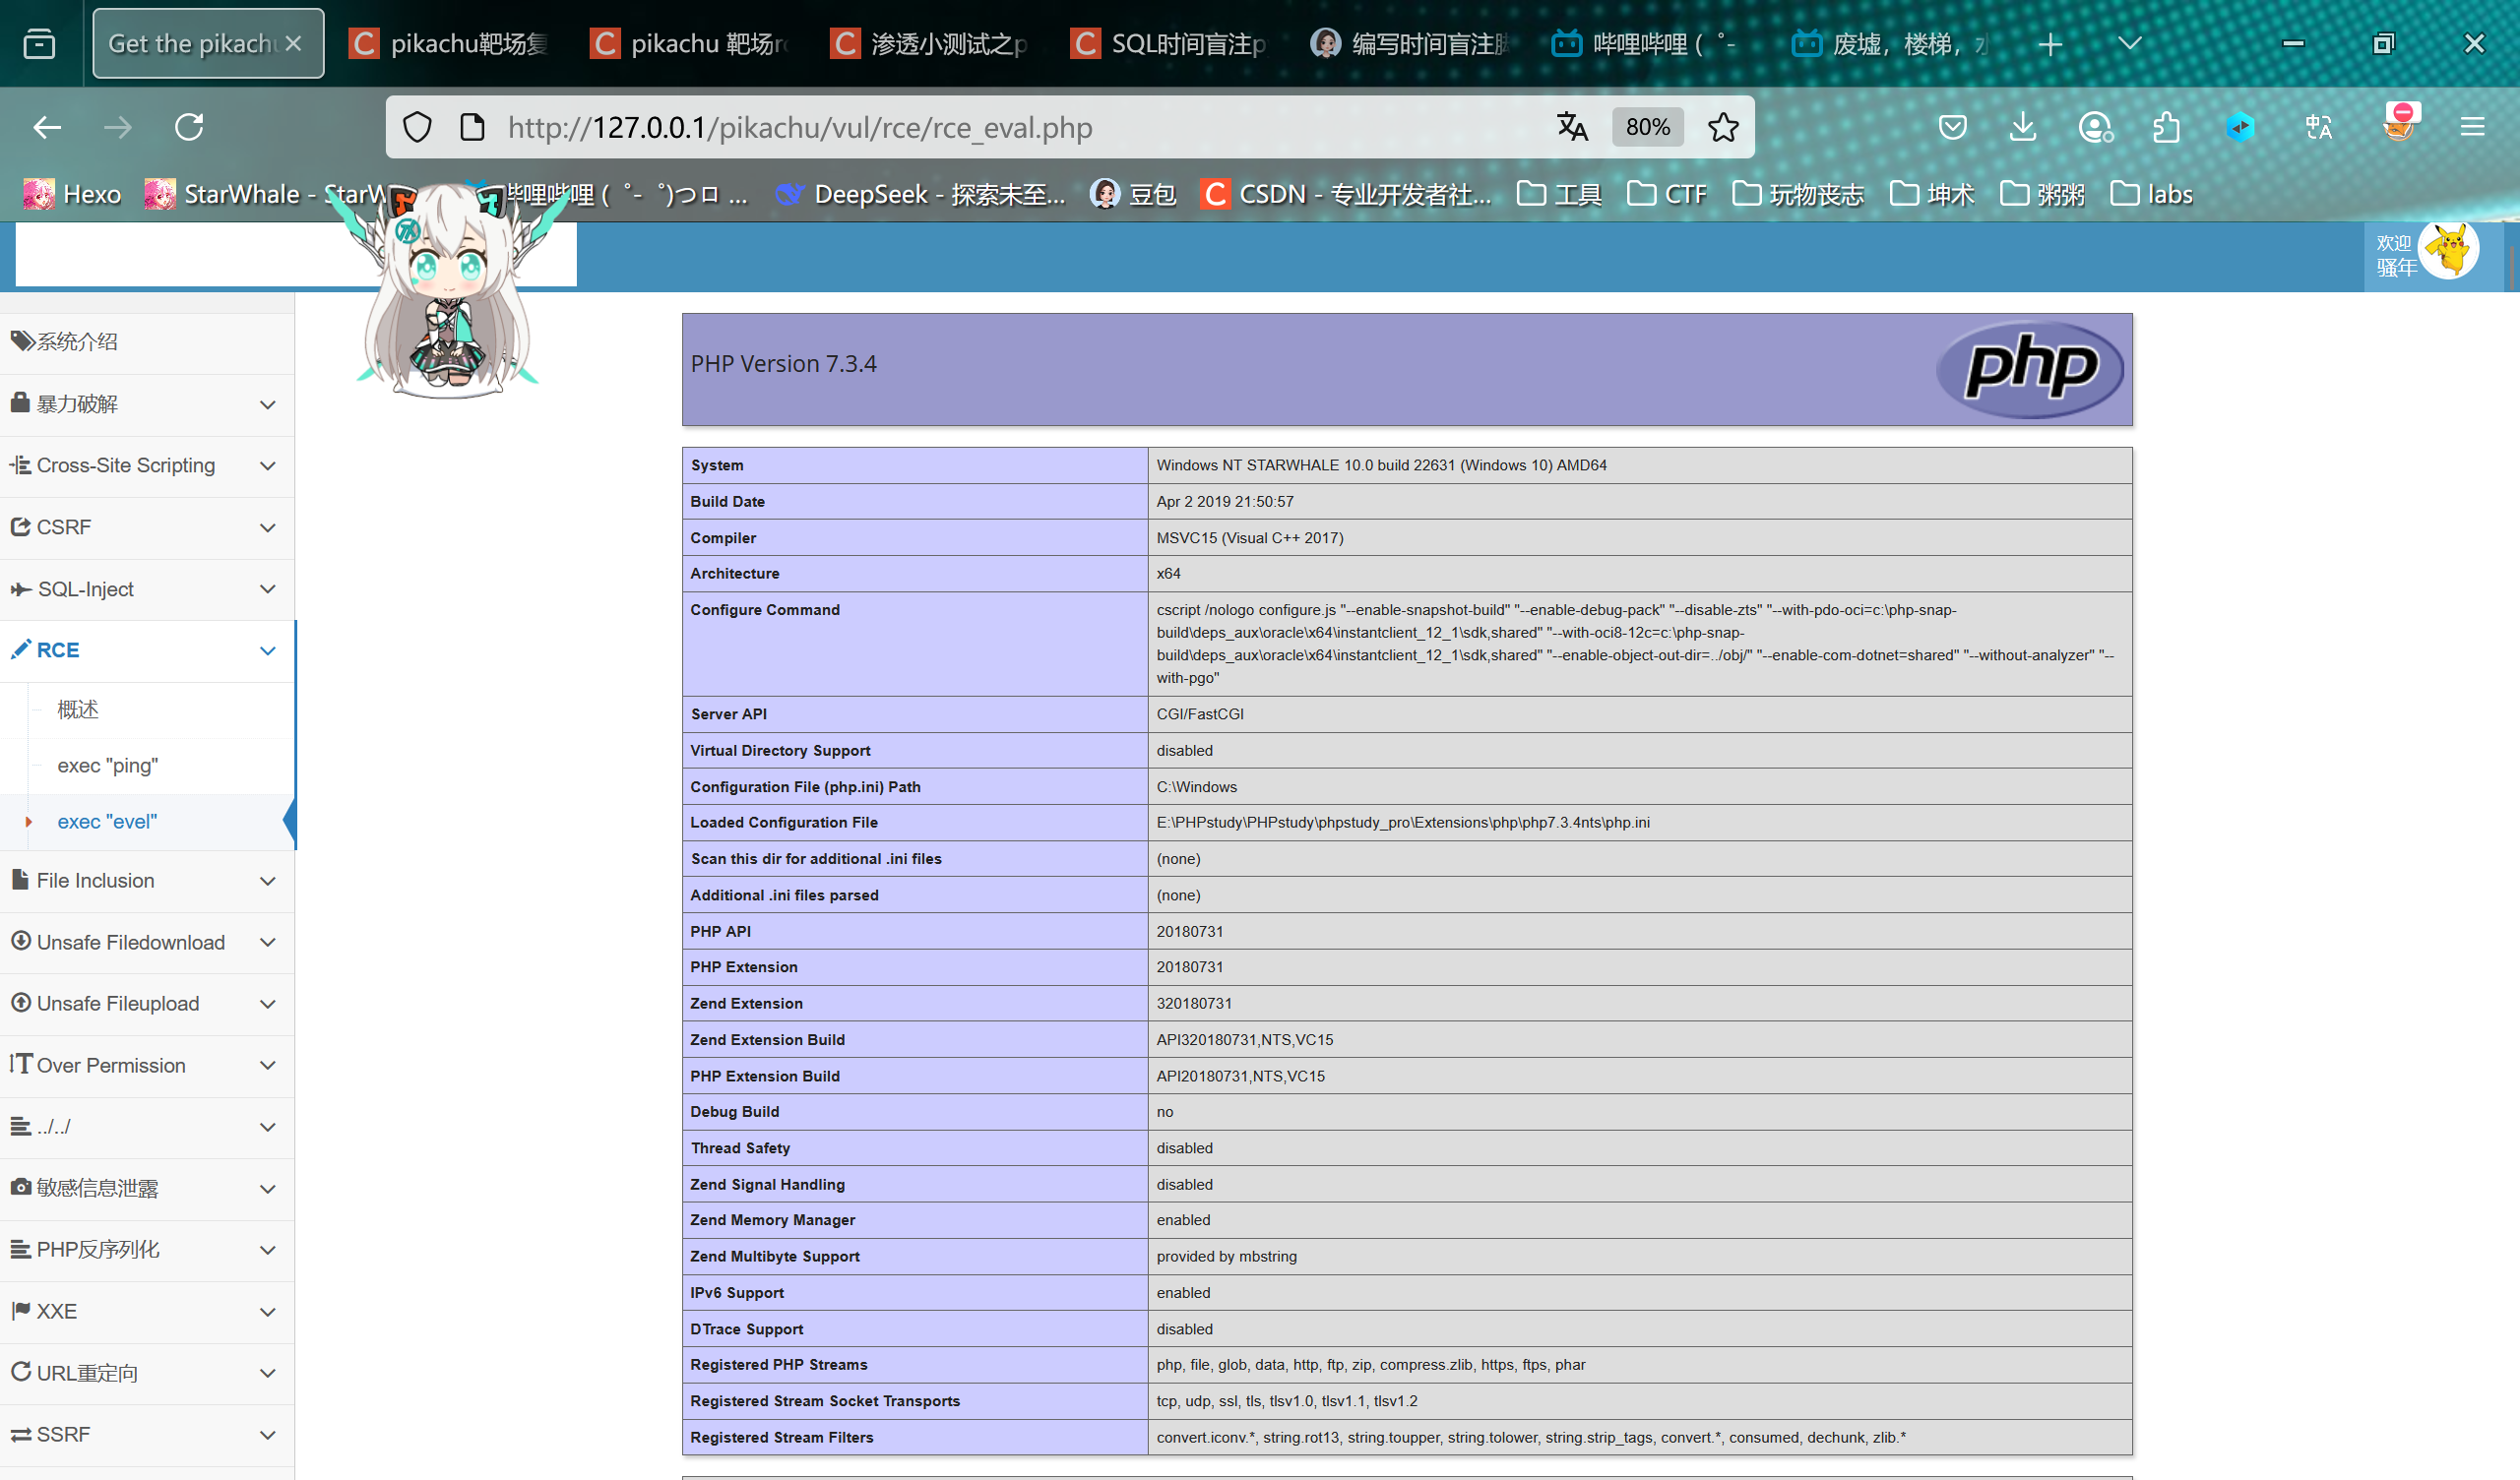 Get the pikach
pikachu靶场复
pikachu 靶场r
渗透小测试之p
SQL时间盲注p
编写时间盲注
哔哩哔哩 ( ゜-
废墟，楼梯，
http://127.0.0.1/pikachu/vul/rce/rce_eval.php
80%
Hexo
StarWhale - StarW
哔哩哔哩 ( ゜-゜)つロ ...
DeepSeek - 探索未至...
豆包
CSDN - 专业开发者社...
工具
CTF
玩物丧志
坤术
粥粥
labs
欢迎
骚年
系统介绍
暴力破解
Cross-Site Scripting
CSRF
SQL-Inject
RCE
概述
exec "ping"
exec "evel"
File Inclusion
Unsafe Filedownload
Unsafe Fileupload
Over Permission
../../
敏感信息泄露
PHP反序列化
XXE
URL重定向
SSRF
PHP Version 7.3.4
php
System Windows NT STARWHALE 10.0 build 22631 (Windows 10) AMD64
Build Date Apr 2 2019 21:50:57
Compiler MSVC15 (Visual C++ 2017)
Architecture x64
Configure Command cscript /nologo configure.js "--enable-snapshot-build" "--enable-debug-pack" "--disable-zts" "--with-pdo-oci=c:\php-snap-
build\deps_aux\oracle\x64\instantclient_12_1\sdk,shared" "--with-oci8-12c=c:\php-snap-
build\deps_aux\oracle\x64\instantclient_12_1\sdk,shared" "--enable-object-out-dir=../obj/" "--enable-com-dotnet=shared" "--without-analyzer" "--
with-pgo"
Server API CGI/FastCGI
Virtual Directory Support disabled
Configuration File (php.ini) Path C:\Windows
Loaded Configuration File E:\PHPstudy\PHPstudy\phpstudy_pro\Extensions\php\php7.3.4nts\php.ini
Scan this dir for additional .ini files (none)
Additional .ini files parsed (none)
PHP API 20180731
PHP Extension 20180731
Zend Extension 320180731
Zend Extension Build API320180731,NTS,VC15
PHP Extension Build API20180731,NTS,VC15
Debug Build no
Thread Safety disabled
Zend Signal Handling disabled
Zend Memory Manager enabled
Zend Multibyte Support provided by mbstring
IPv6 Support enabled
DTrace Support disabled
Registered PHP Streams php, file, glob, data, http, ftp, zip, compress.zlib, https, ftps, phar
Registered Stream Socket Transports tcp, udp, ssl, tls, tlsv1.0, tlsv1.1, tlsv1.2
Registered Stream Filters convert.iconv.*, string.rot13, string.toupper, string.tolower, string.strip_tags, convert.*, consumed, dechunk, zlib.*